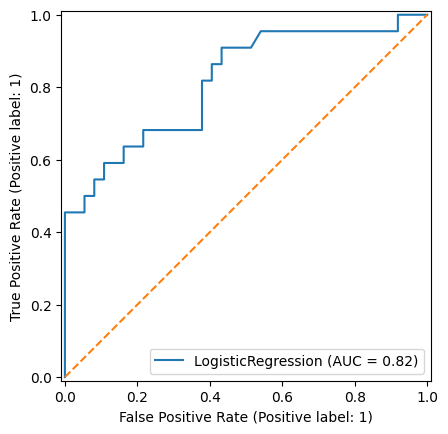 True Positive Rate (Positive label: 1)
1.0
0.8
0.6
0.4
0.2
0.0
0.0 0.2 0.4 0.6 0.8 1.0
False Positive Rate (Positive label: 1)
LogisticRegression (AUC = 0.82)